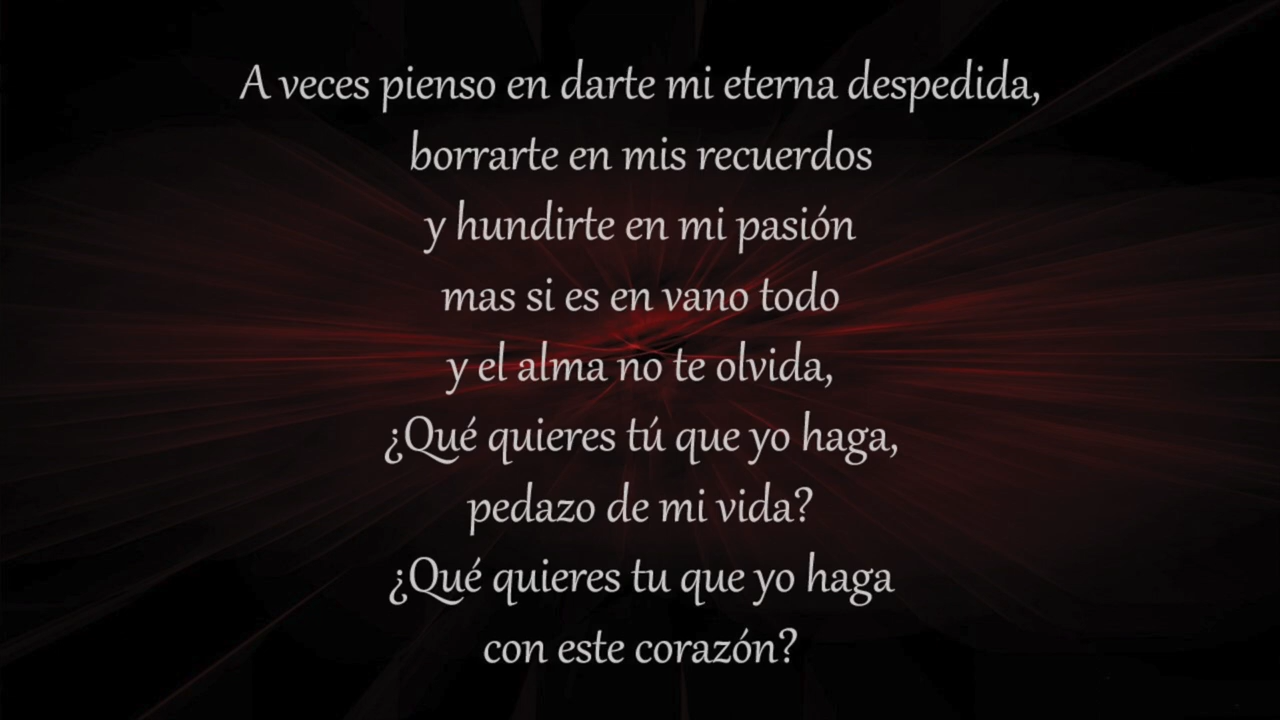 A veces pienso en darte mi eterna despedida,
borrarte en mis recuerdos
y hundirte en mi pasión
mas si es en vano todo
y el alma no te olvida,
¿Qué quieres tú que yo haga,
pedazo de mi vida?
¿Qué quieres tu que yo haga
con este corazón?